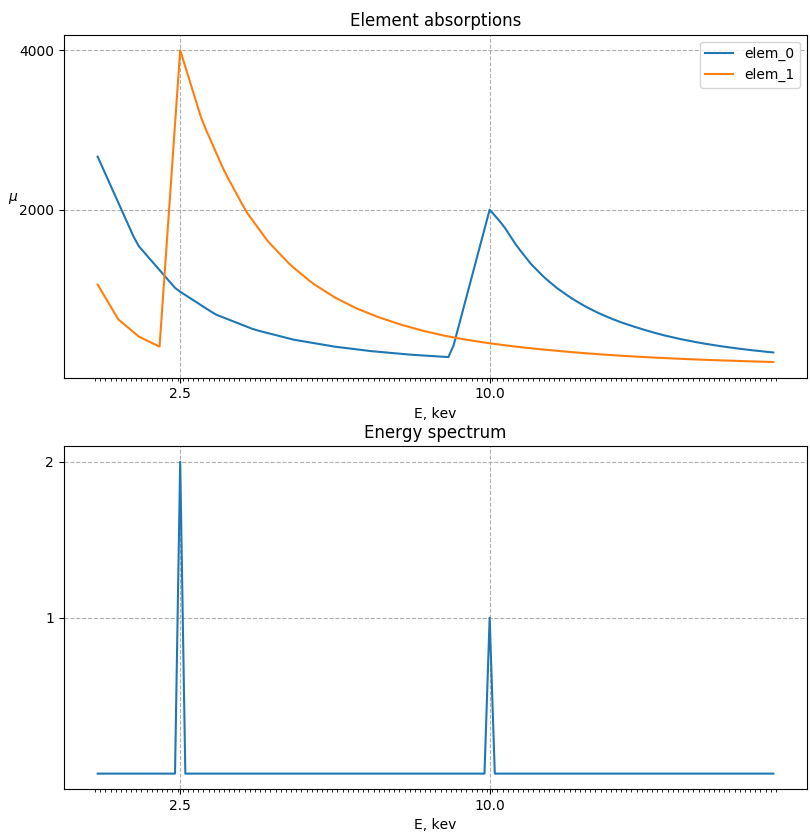 Element absorptions
elem_0
elem_1
4000
μ
2000
2.5
10.0
E, kev
Energy spectrum
2
1
2.5
10.0
E, kev